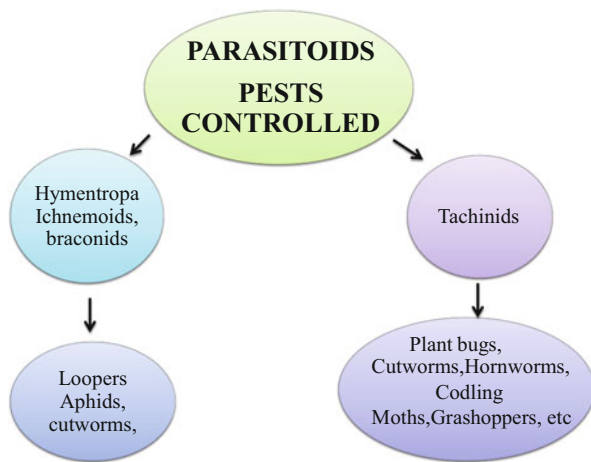 PARASITOIDS
PESTS
CONTROLLED
Hymentropa
Ichnemoids,
braconids
Tachinids
Loopers
Aphids,
cutworms,
Plant bugs,
Cutworms,Hornworms,
Codling
Moths,Grashoppers, etc